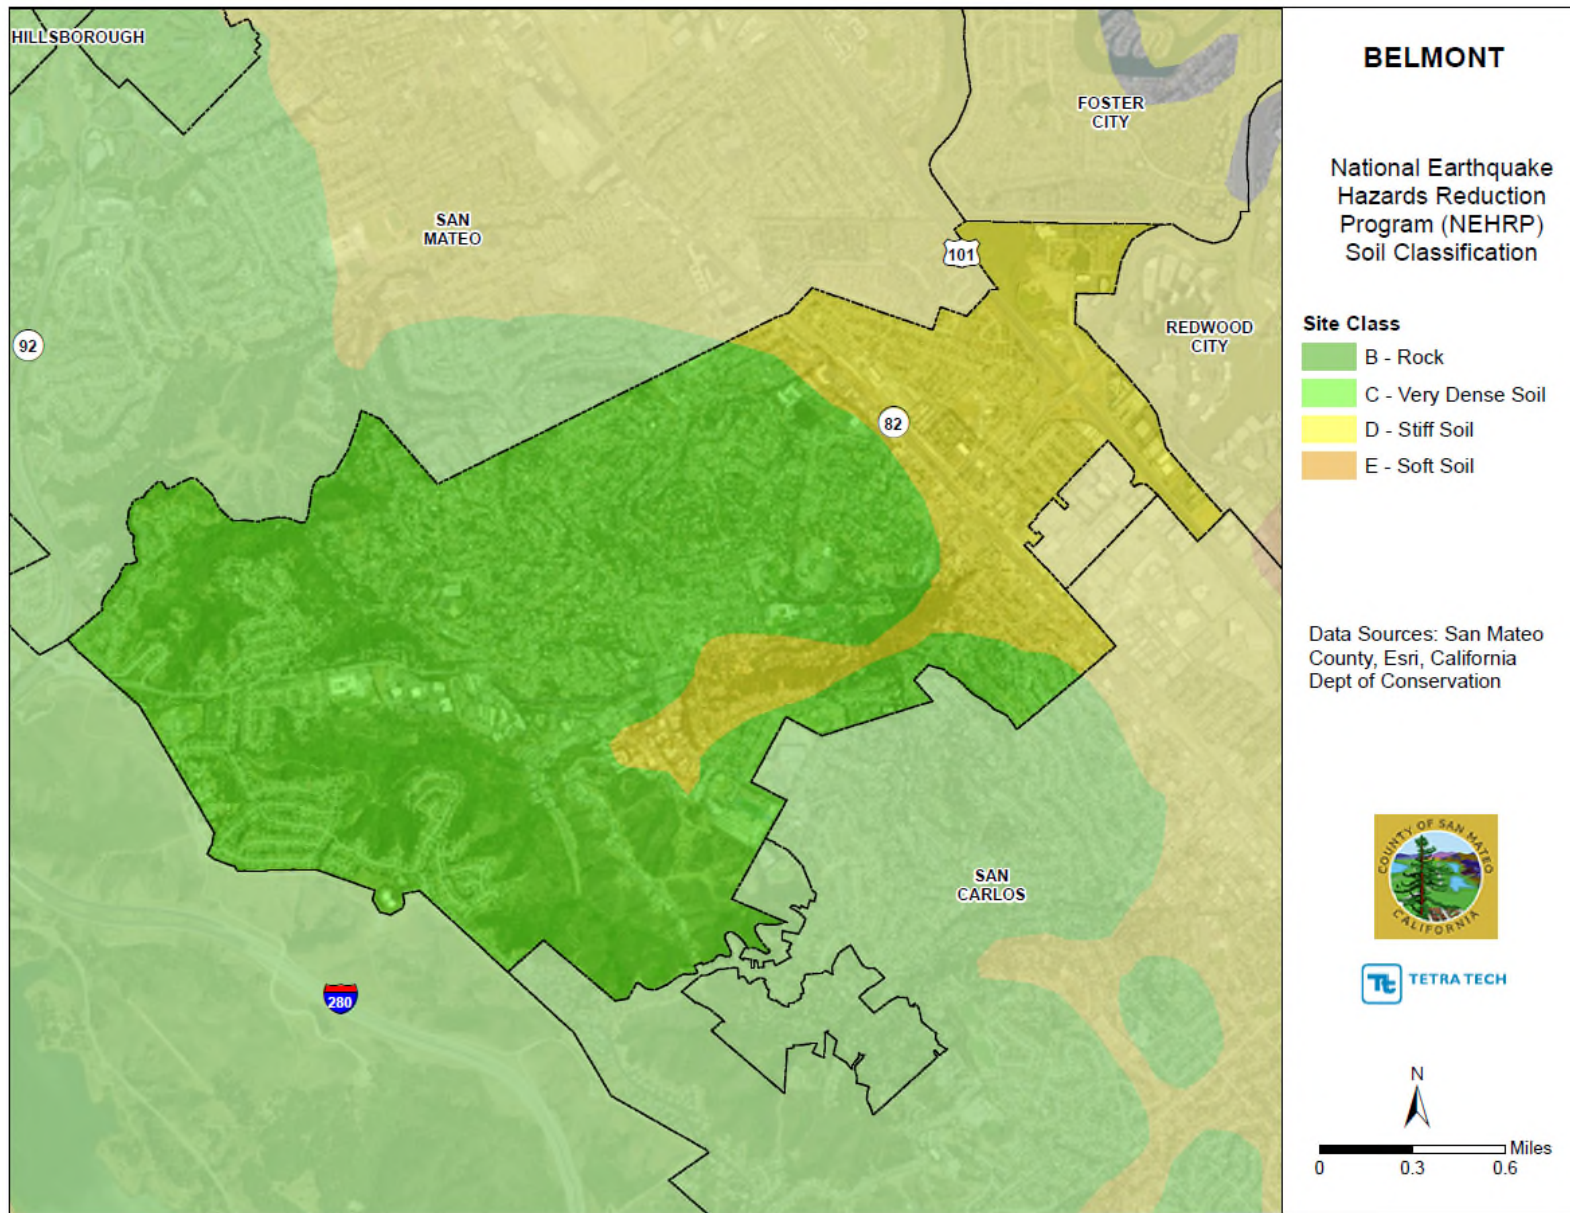 HILLSBOROUGH
SAN
MATEO
FOSTER
CITY
101
REDWOOD
CITY
92
82
SAN
CARLOS
280
BELMONT
National Earthquake
Hazards Reduction
Program (NEHRP)
Soil Classification
Site Class
B - Rock
C - Very Dense Soil
D - Stiff Soil
E - Soft Soil
Data Sources: San Mateo
County, Esri, California
Dept of Conservation
COUNTY OF SAN MATEO
CALIFORNIA
Tt TETRA TECH
N
Miles
0 0.3 0.6